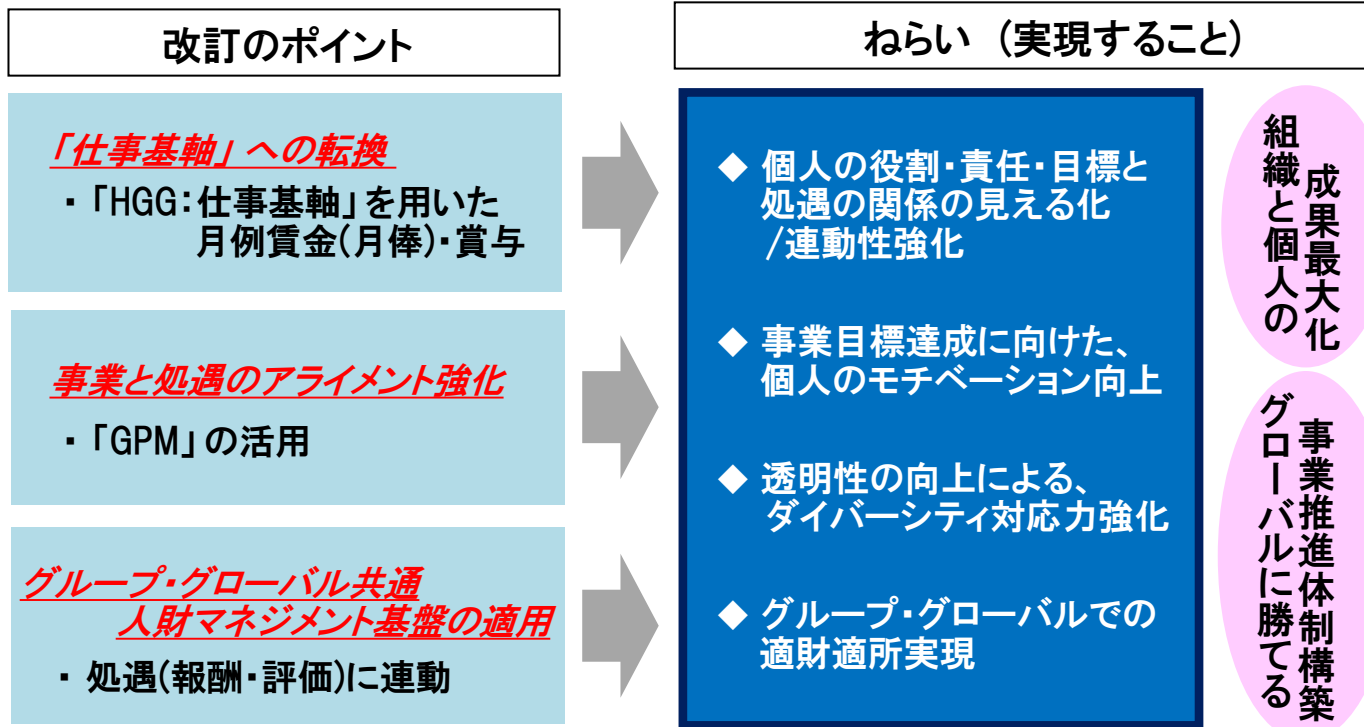 改訂のポイント
「仕事基軸」への転換
・「HGG:仕事基軸」を用いた
月例賃金(月俸)・賞与
事業と処遇のアライメント強化
・「GPM」の活用
グループ・グローバル共通
人財マネジメント基盤の適用
・処遇(報酬・評価)に連動
ねらい (実現すること)
◆ 個人の役割・責任・目標と
処遇の関係の見える化
/連動性強化
◆ 事業目標達成に向けた、
個人のモチベーション向上
◆ 透明性の向上による、
ダイバーシティ対応力強化
◆ グループ・グローバルでの
適財適所実現
組織と個人の
成果最大化
グローバルに勝てる
事業推進体制構築